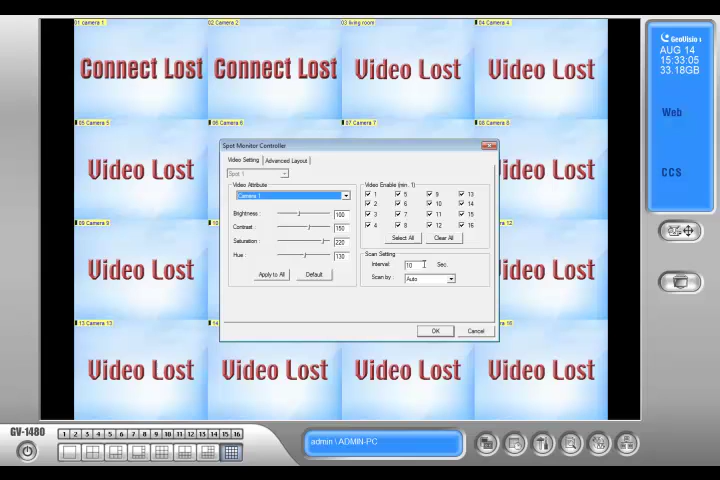 01 camera 1
02 Camera 2
03 living room
04 Camera 4
Connect Lost
Connect Lost
Video Lost
Video Lost
GeoVision
AUG 14
15:33:05
33.18GB
Web
CCS
05 Camera 5
06 Camera 6
07 Camera 7
08 Camera 8
Video Lost
Video Lost
Spot Monitor Controller
Video Setting
Advanced Layout
Spot 1
Video Attribute
Camera 1
Brightness :
100
Contrast :
150
Saturation :
220
Hue :
130
Apply to All
Default
Video Enable (min. 1)
1 5 9 13
2 6 10 14
3 7 11 15
4 8 12 16
Select All
Clear All
Scan Setting
Interval:
10
Sec.
Scan by :
Auto
OK
Cancel
Video Lost
Video Lost
13 Camera 13
14
Video Lost
Video Lost
Video Lost
Video Lost
GV-1480
1 2 3 4 5 6 7 8 9 10 11 12 13 14 15 16
admin \ ADMIN-PC